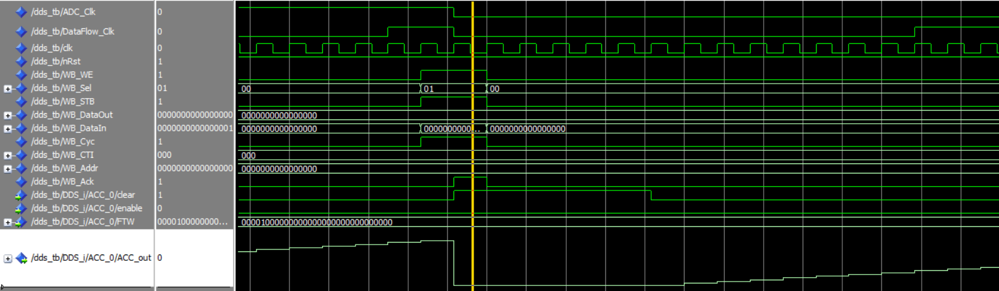 /dds_tb/ADC_Clk 0
/dds_tb/DataFlow_Clk 0
/dds_tb/clk 0
/dds_tb/nRst 1
/dds_tb/WB_WE 1
/dds_tb/WB_Sel 01 00 01 00
/dds_tb/WB_STB 1
/dds_tb/WB_DataOut 0000000000000000 0000000000000000
/dds_tb/WB_DataIn 0000000000000001 0000000000000000 0000000000... 0000000000000000
/dds_tb/WB_Cyc 1
/dds_tb/WB_CTI 000 000
/dds_tb/WB_Addr 0000000000000000 0000000000000000
/dds_tb/WB_Ack 1
/dds_tb/DDS_i/ACC_0/clear 1
/dds_tb/DDS_i/ACC_0/enable 0
/dds_tb/DDS_i/ACC_0/FTW 0000100000000... 00001000000000000000000000000000
/dds_tb/DDS_i/ACC_0/ACC_out 0